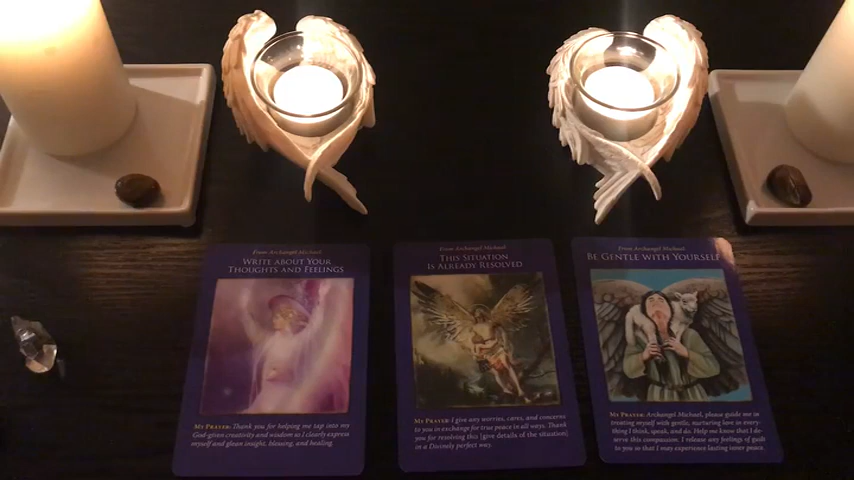 From Archangel Michael
WRITE ABOUT YOUR
THOUGHTS AND FEELINGS
MY PRAYER: Thank you for helping me tap into my
God-given creativity and wisdom as I clearly express
myself and glean insight, blessing, and healing.
From Archangel Michael
THIS SITUATION
IS ALREADY RESOLVED
MY PRAYER: I give any worries, cares, and concerns
to you in exchange for true peace in all ways. Thank
you for resolving this [give details of the situation]
in a Divinely perfect way.
From Archangel Michael
BE GENTLE WITH YOURSELF
MY PRAYER: Archangel Michael, please guide me in
treating myself with gentle, nurturing love in every-
thing I think, speak, and do. Help me know that I de-
serve this compassion. I release any feelings of guilt
to you so that I may experience lasting inner peace.